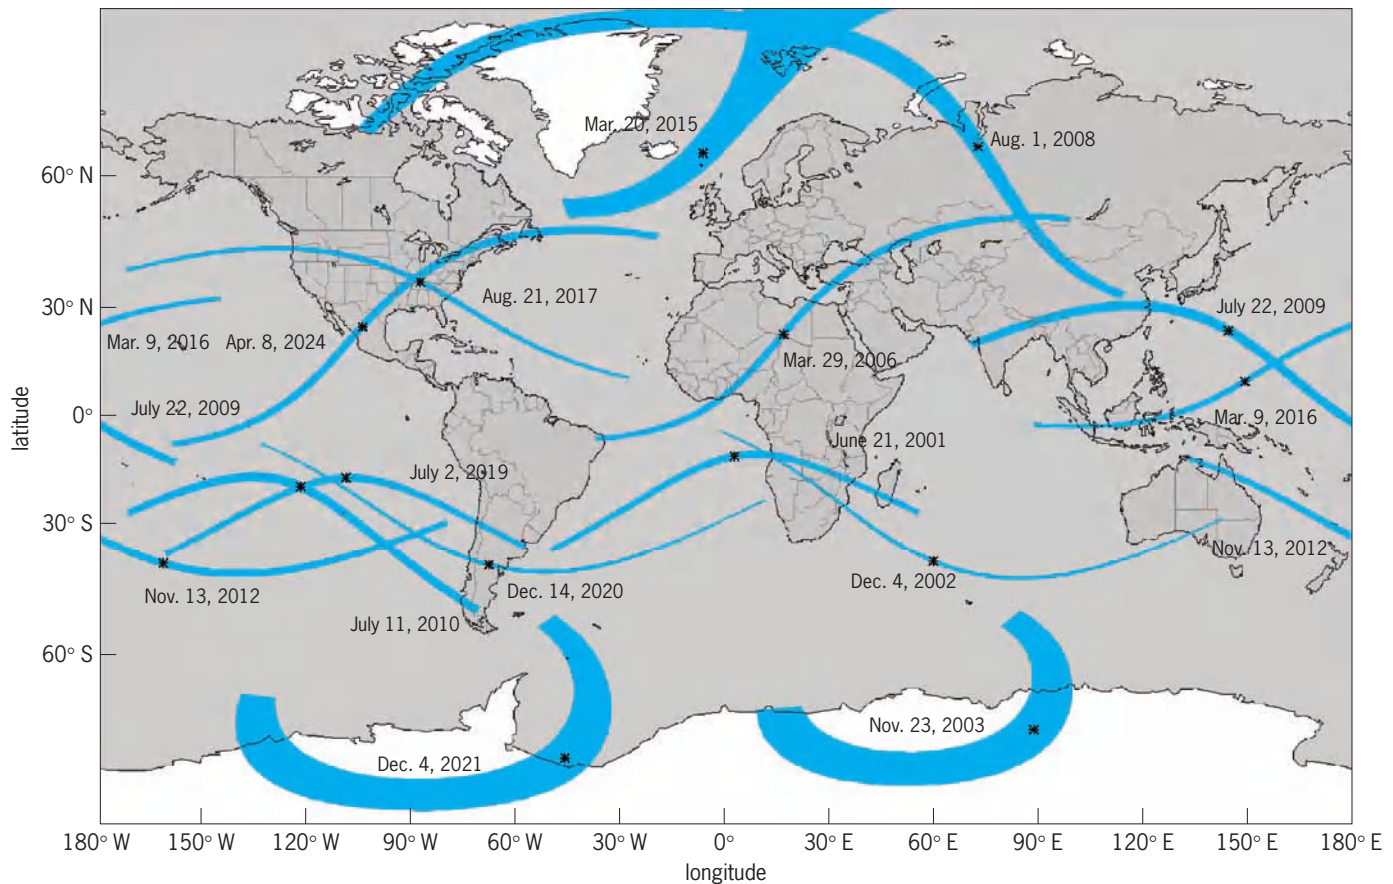 Mar. 20, 2015
Aug. 1, 2008
60° N
Aug. 21, 2017
30° N
July 22, 2009
Mar. 9, 2016
Apr. 8, 2024
Mar. 29, 2006
latitude
0°
July 22, 2009
Mar. 9, 2016
June 21, 2001
July 2, 2019
30° S
Nov. 13, 2012
Dec. 4, 2002
Dec. 14, 2020
Nov. 13, 2012
July 11, 2010
60° S
Nov. 23, 2003
Dec. 4, 2021
180° W
150° W
120° W
90° W
60° W
30° W
0°
30° E
60° E
90° E
120° E
150° E
180° E
longitude